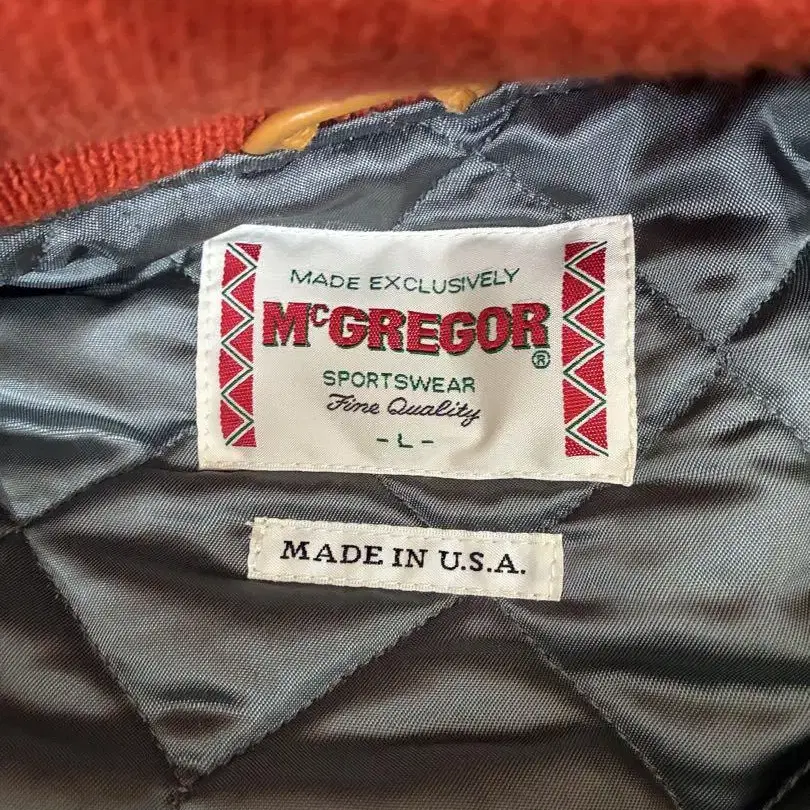 MADE EXCLUSIVELY
McGREGOR®
SPORTSWEAR
Fine Quality
- L -
MADE IN U.S.A.